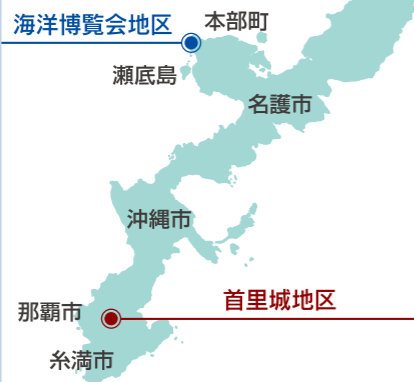 海洋博覧会地区
本部町
瀬底島
名護市
沖縄市
首里城地区
那覇市
糸満市